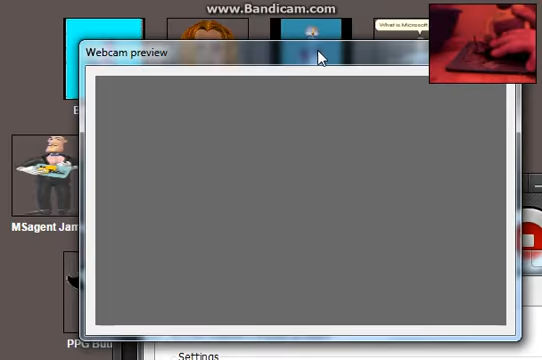 www.Bandicam.com
What is Microsoft
Webcam preview
MSagent Jam
PPG Butt
Settings